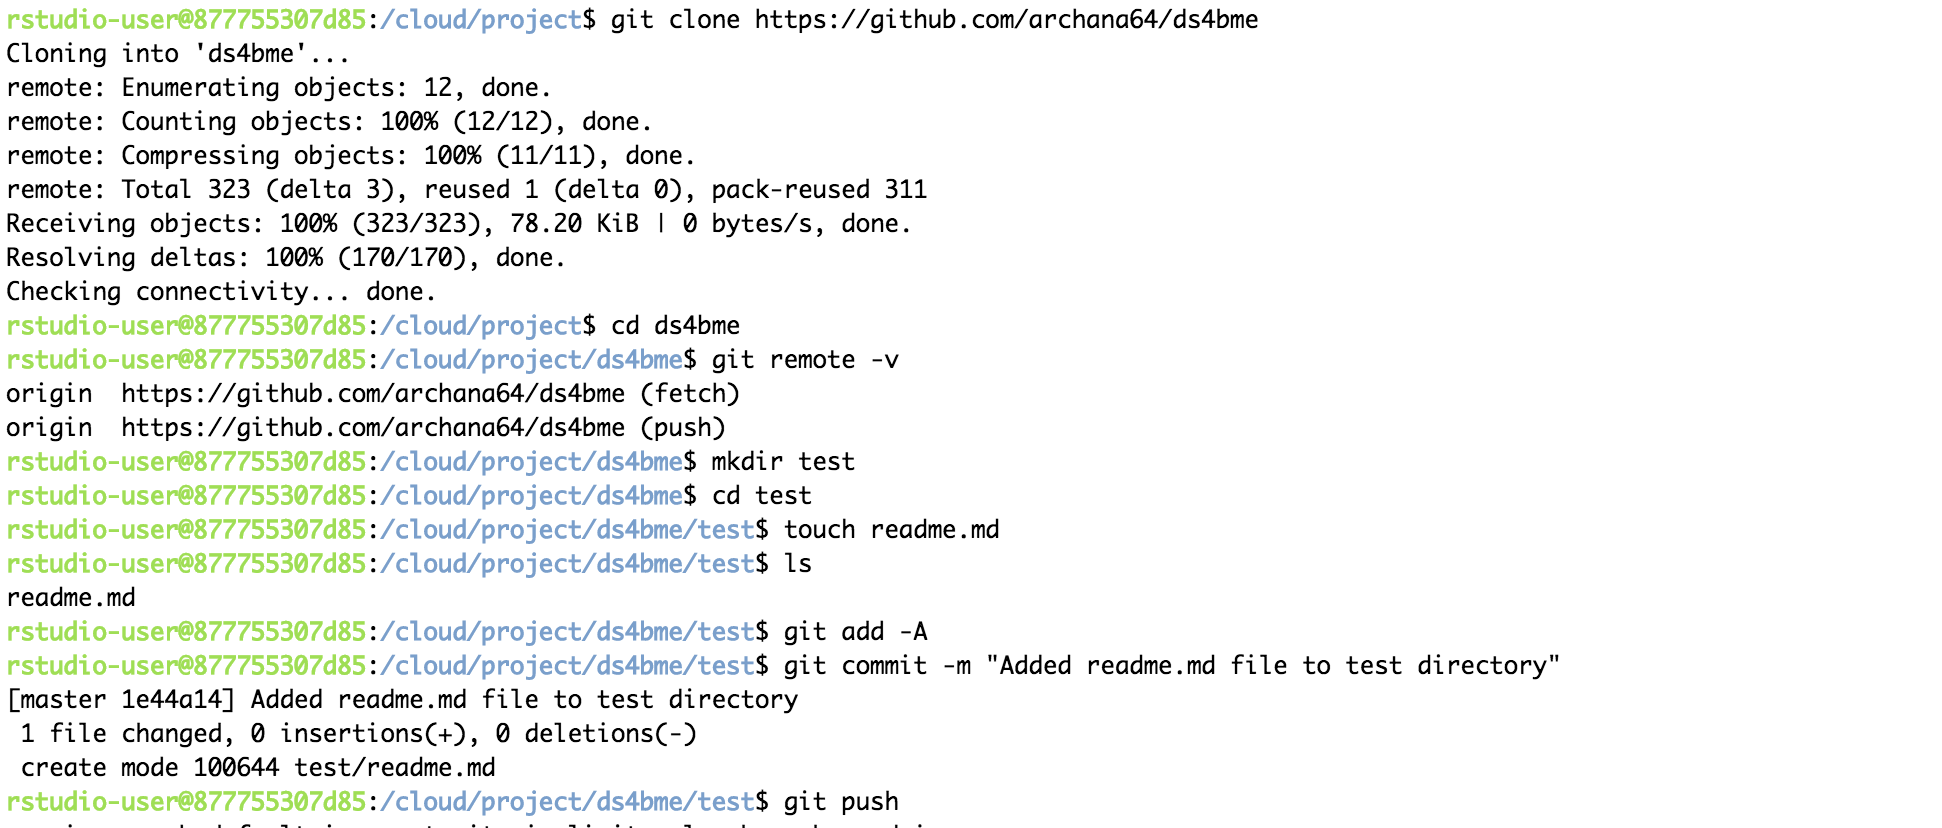 rstudio-user@877755307d85:/cloud/project$ git clone https://github.com/archana64/ds4bme
Cloning into 'ds4bme'...
remote: Enumerating objects: 12, done.
remote: Counting objects: 100% (12/12), done.
remote: Compressing objects: 100% (11/11), done.
remote: Total 323 (delta 3), reused 1 (delta 0), pack-reused 311
Receiving objects: 100% (323/323), 78.20 KiB | 0 bytes/s, done.
Resolving deltas: 100% (170/170), done.
Checking connectivity... done.
rstudio-user@877755307d85:/cloud/project$ cd ds4bme
rstudio-user@877755307d85:/cloud/project/ds4bme$ git remote -v
origin  https://github.com/archana64/ds4bme (fetch)
origin  https://github.com/archana64/ds4bme (push)
rstudio-user@877755307d85:/cloud/project/ds4bme$ mkdir test
rstudio-user@877755307d85:/cloud/project/ds4bme$ cd test
rstudio-user@877755307d85:/cloud/project/ds4bme/test$ touch readme.md
rstudio-user@877755307d85:/cloud/project/ds4bme/test$ ls
readme.md
rstudio-user@877755307d85:/cloud/project/ds4bme/test$ git add -A
rstudio-user@877755307d85:/cloud/project/ds4bme/test$ git commit -m "Added readme.md file to test directory"
[master 1e44a14] Added readme.md file to test directory
 1 file changed, 0 insertions(+), 0 deletions(-)
 create mode 100644 test/readme.md
rstudio-user@877755307d85:/cloud/project/ds4bme/test$ git push